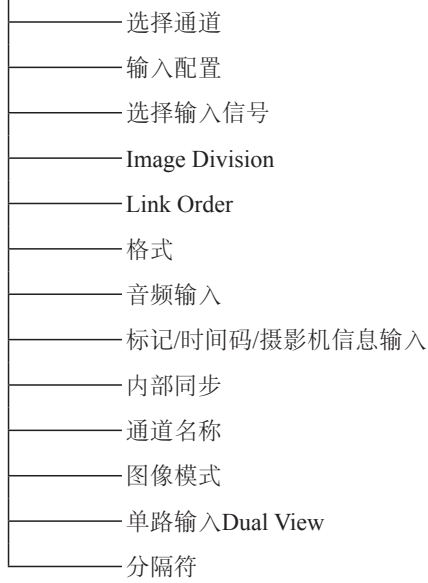 选择通道
输入配置
选择输入信号
Image Division
Link Order
格式
音频输入
标记/时间码/摄影机信息输入
内部同步
通道名称
图像模式
单路输入Dual View
分隔符